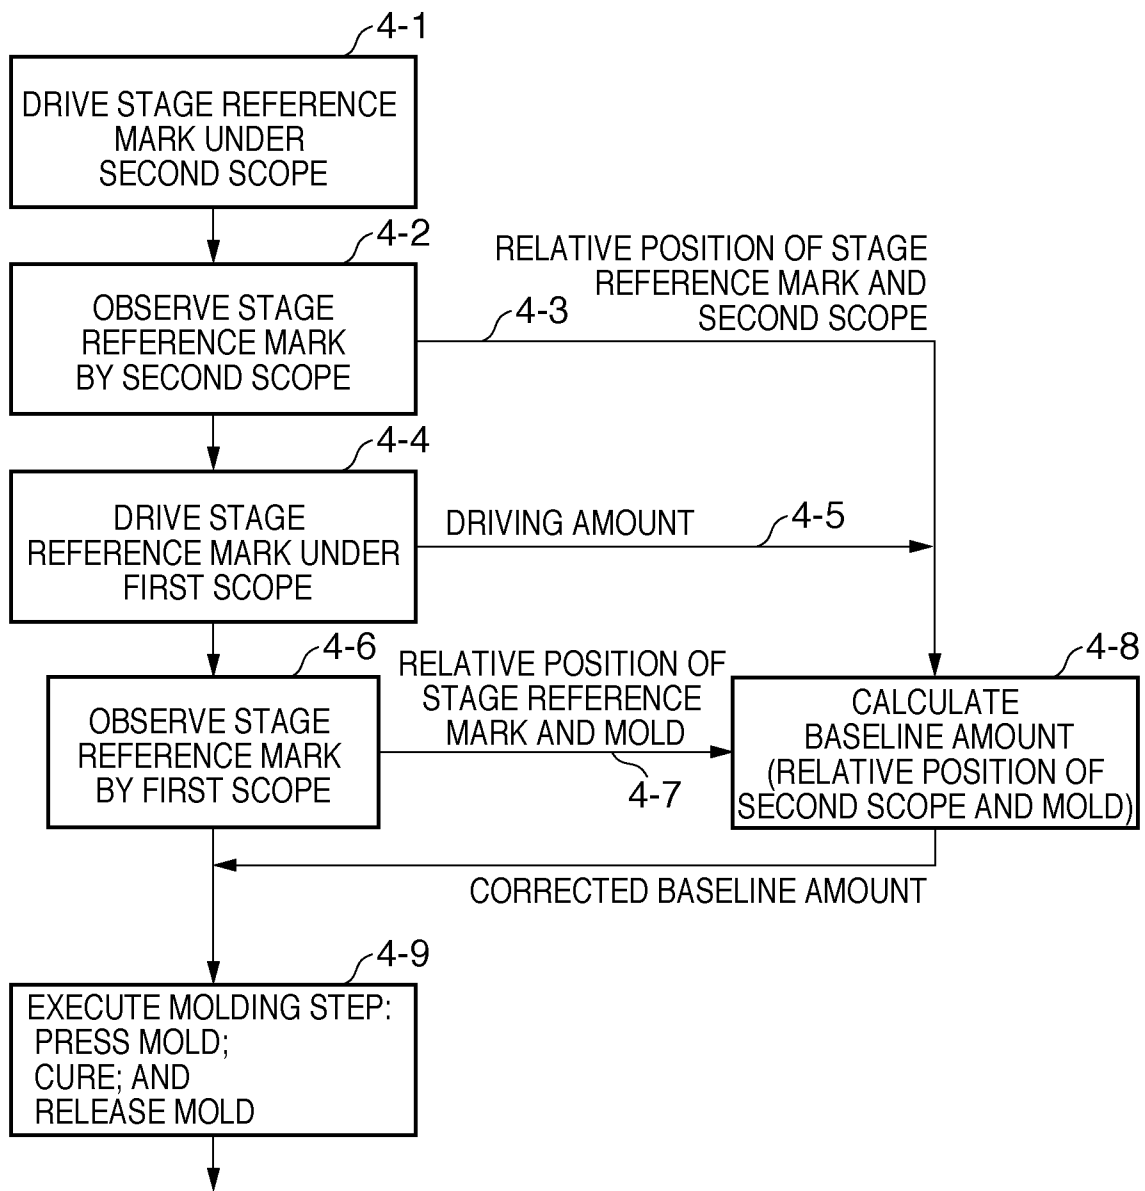 4-1
DRIVE STAGE REFERENCE
MARK UNDER
SECOND SCOPE
4-2
OBSERVE STAGE
REFERENCE MARK
BY SECOND SCOPE
RELATIVE POSITION OF STAGE
REFERENCE MARK AND
SECOND SCOPE
4-3
4-4
DRIVE STAGE
REFERENCE MARK UNDER
FIRST SCOPE
DRIVING AMOUNT
4-5
4-6
OBSERVE STAGE
REFERENCE MARK
BY FIRST SCOPE
RELATIVE POSITION OF
STAGE REFERENCE
MARK AND MOLD
4-7
4-8
CALCULATE
BASELINE AMOUNT
(RELATIVE POSITION OF
SECOND SCOPE AND MOLD)
CORRECTED BASELINE AMOUNT
4-9
EXECUTE MOLDING STEP:
PRESS MOLD;
CURE; AND
RELEASE MOLD